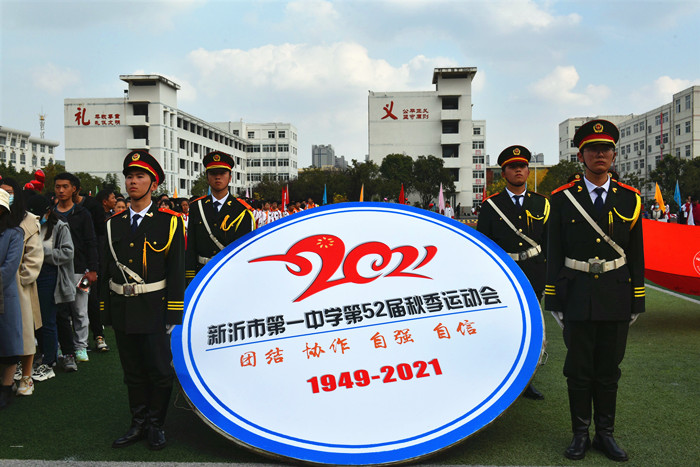 礼
义
2021
新沂市第一中学第52届秋季运动会
团结 协作 自强 自信
1949-2021